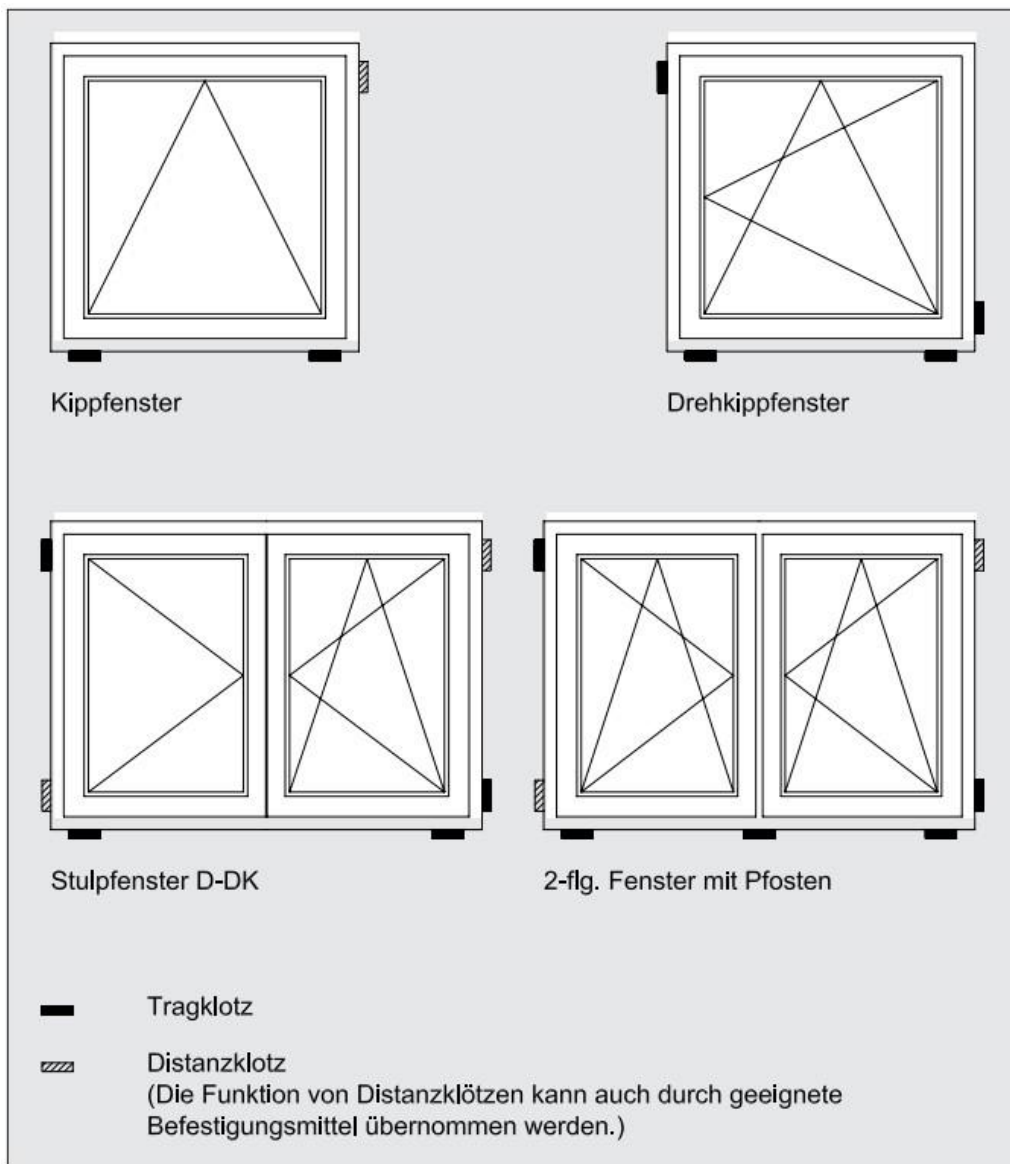 Kippfenster
Drehkippfenster
Stulpfenster D-DK
2-flg. Fenster mit Pfosten
Tragklotz
Distanzklotz
(Die Funktion von Distanzklötzen kann auch durch geeignete
Befestigungsmittel übernommen werden.)